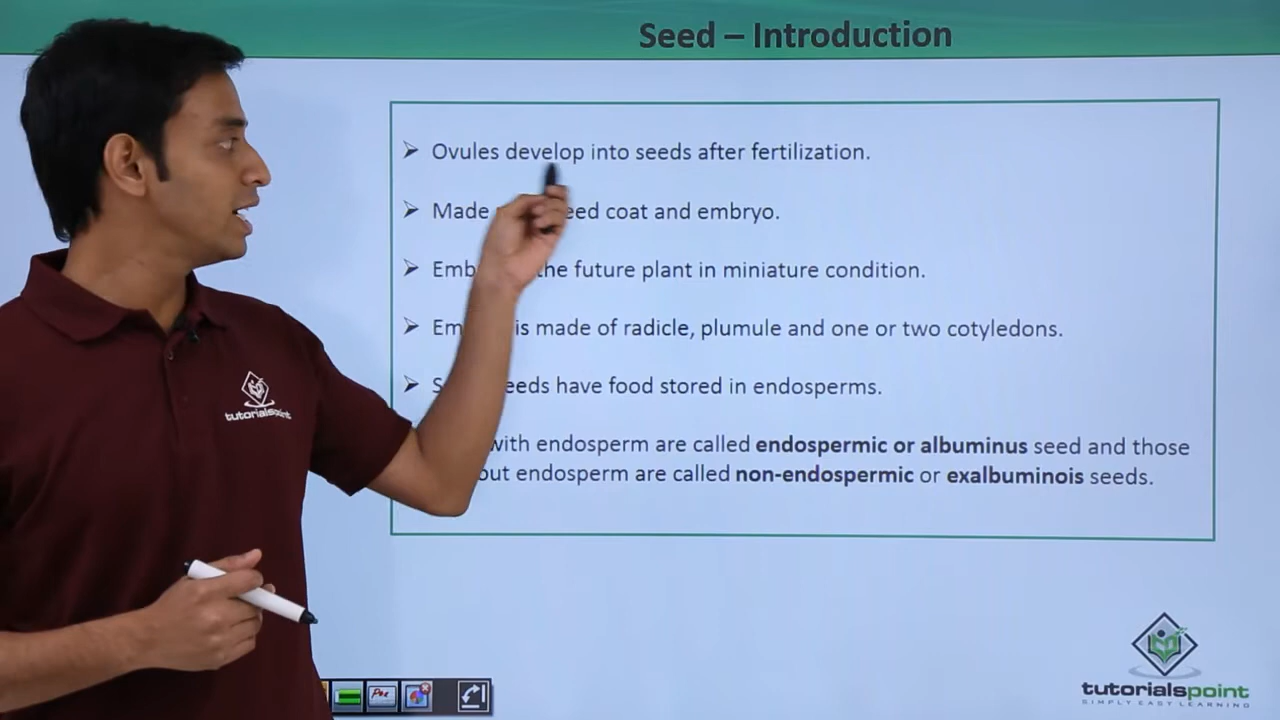 Seed – Introduction
➢ Ovules develop into seeds after fertilization.
➢ Made eed coat and embryo.
➢ Emb the future plant in miniature condition.
➢ Em is made of radicle, plumule and one or two cotyledons.
➢ S eeds have food stored in endosperms.
with endosperm are called endospermic or albuminus seed and those
out endosperm are called non-endospermic or exalbuminois seeds.
tutorialspoint
tutorialspoint
SIMPLY EASY LEARNING